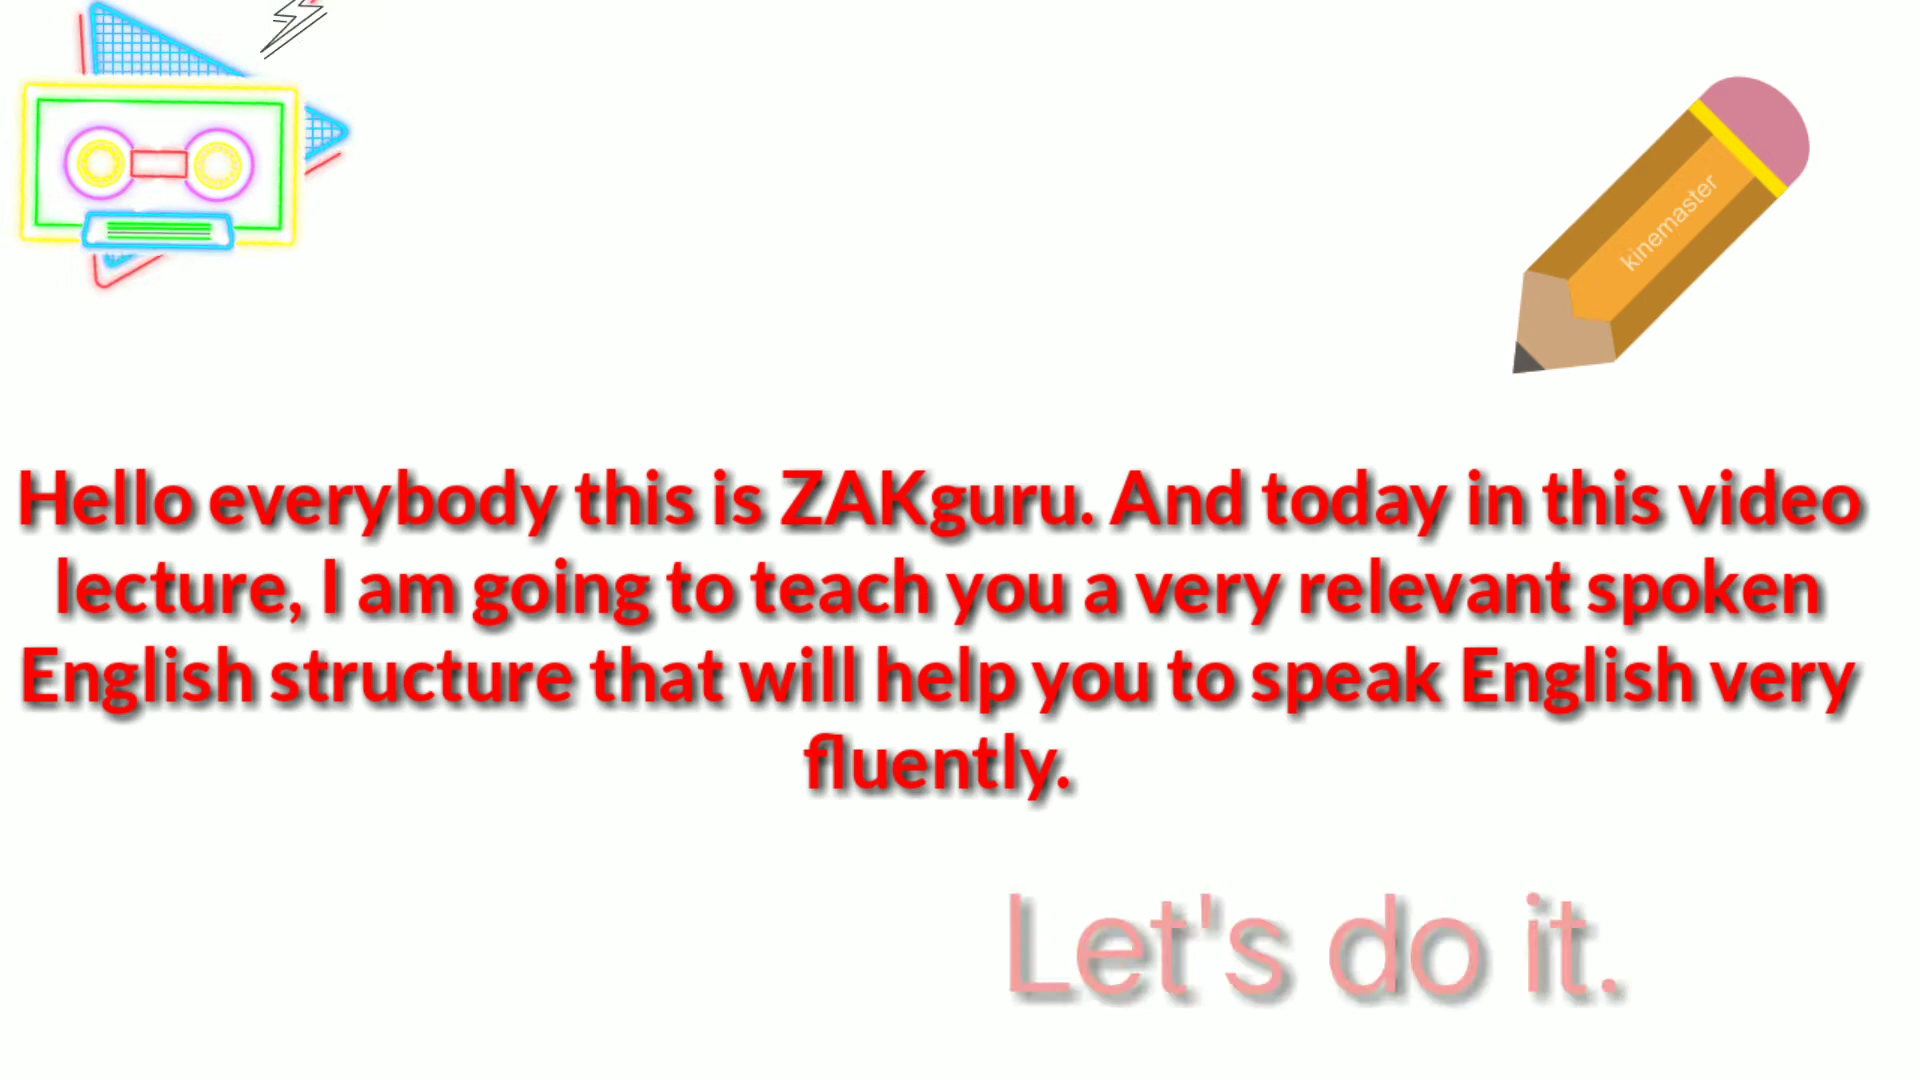 kinemaster
Hello everybody this is ZAKguru. And today in this video
lecture, I am going to teach you a very relevant spoken
English structure that will help you to speak English very
fluently.
Let's do it.